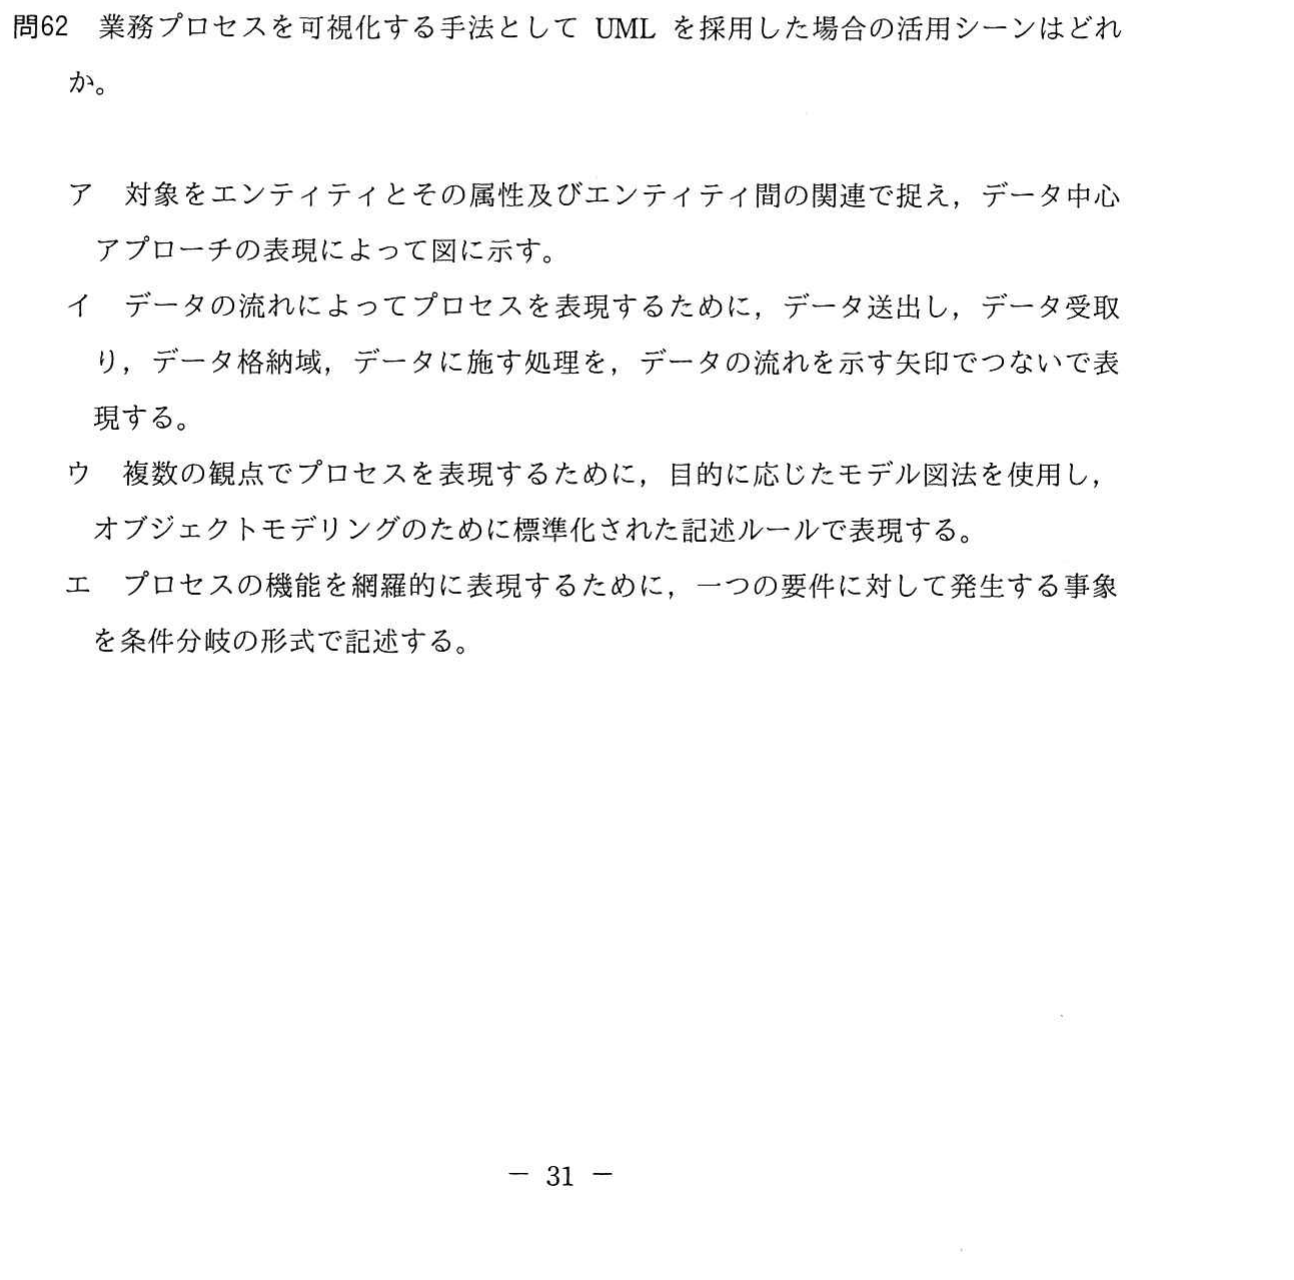 問62　業務プロセスを可視化する手法として UML を採用した場合の活用シーンはどれ
か。
ア　対象をエンティティとその属性及びエンティティ間の関連で捉え，データ中心
アプローチの表現によって図に示す。
イ　データの流れによってプロセスを表現するために，データ送出し，データ受取
り，データ格納域，データに施す処理を，データの流れを示す矢印でつないで表
現する。
ウ　複数の観点でプロセスを表現するために，目的に応じたモデル図法を使用し，
オブジェクトモデリングのために標準化された記述ルールで表現する。
エ　プロセスの機能を網羅的に表現するために，一つの要件に対して発生する事象
を条件分岐の形式で記述する。
－ 31 －